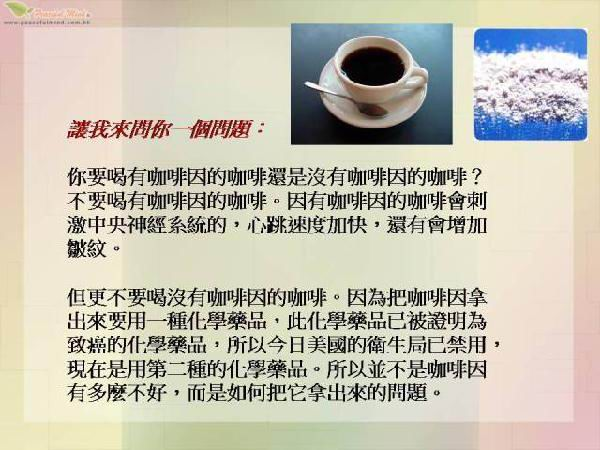 Peaceful Mind
www.peacefulmind.com.hk
讓我來問你一個問題：
你要喝有咖啡因的咖啡還是沒有咖啡因的咖啡？
不要喝有咖啡因的咖啡。因有咖啡因的咖啡會刺
激中央神經系統的，心跳速度加快，還有會增加
皺紋。
但更不要喝沒有咖啡因的咖啡。因為把咖啡因拿
出來要用一種化學藥品，此化學藥品已被證明為
致癌的化學藥品，所以今日美國的衛生局已禁用，
現在是用第二種的化學藥品。所以並不是咖啡因
有多麼不好，而是如何把它拿出來的問題。